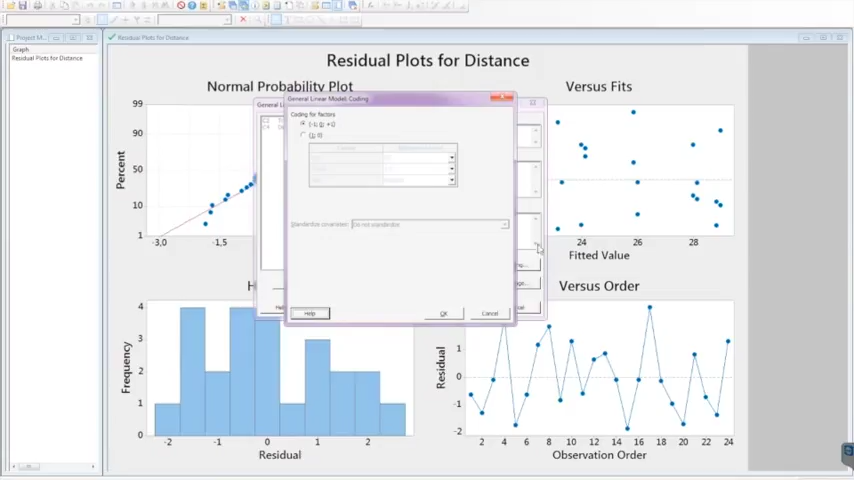 Project M...
Residual Plots for Distance
Graph
Residual Plots for Distance
Residual Plots for Distance
Normal Probability Plot
Versus Fits
99
90
50
10
1
Percent
-3,0
-1,5
24
26
28
Fitted Value
General Linear Model: Coding
Coding for factors
(-1; 0; +1)
(1; 0)
Standardize covariates:
Do not standardize
Help
OK
Cancel
General L
Versus Order
4
3
2
1
0
Frequency
-2
-1
0
1
2
Residual
1
0
-1
-2
Residual
2 4 6 8 10 12 14 16 18 20 22 24
Observation Order